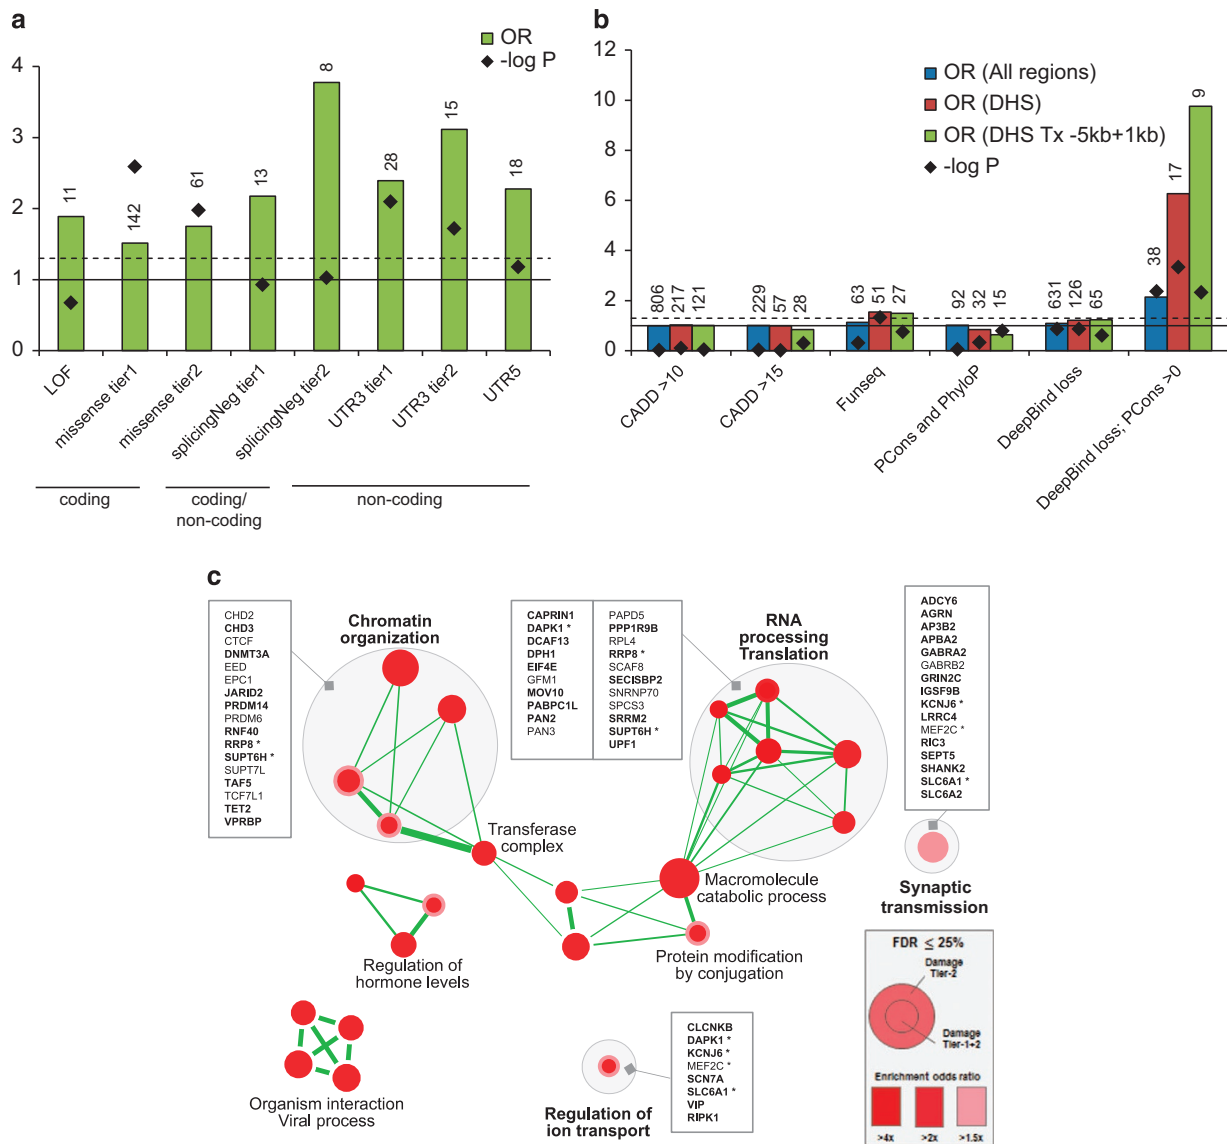 a
OR
-log P
4
3
2
1
0
11
142
61
13
8
28
15
18
LOF
missense tier1
missense tier2
splicingNeg tier1
splicingNeg tier2
UTR3 tier1
UTR3 tier2
UTR5
coding
coding/
non-coding
non-coding
b
OR (All regions)
OR (DHS)
OR (DHS Tx -5kb+1kb)
-log P
12
10
8
6
4
2
0
806
217
121
229
57
28
63
51
27
92
32
15
631
126
65
38
17
9
CADD >10
CADD >15
Funseq
PCons and PhyloP
DeepBind loss
DeepBind loss; PCons >0
c
CHD2
CHD3
CTCF
DNMT3A
EED
EPC1
JARID2
PRDM14
PRDM6
RNF40
RRP8 *
SUPT6H *
SUPT7L
TAF5
TCF7L1
TET2
VPRBP
Chromatin
organization
CAPRIN1
DAPK1 *
DCAF13
DPH1
EIF4E
GFM1
MOV10
PABPC1L
PAN2
PAN3
PAPD5
PPP1R9B
RPL4
RRP8 *
SCAF8
SECISBP2
SNRNP70
SPCS3
SRRM2
SUPT6H *
UPF1
RNA
processing
Translation
ADCY6
AGRN
AP3B2
APBA2
GABRA2
GABRB2
GRIN2C
IGSF9B
KCNJ6 *
LRRC4
MEF2C *
RIC3
SEPT5
SHANK2
SLC6A1 *
SLC6A2
Synaptic
transmission
Transferase
complex
Macromolecule
catabolic process
Regulation of
hormone levels
Protein modification
by conjugation
Organism interaction
Viral process
Regulation of
ion transport
CLCNKB
DAPK1 *
KCNJ6 *
MEF2C *
SCN7A
SLC6A1 *
VIP
RIPK1
FDR ≤ 25%
Damage
Tier-2
Damage
Tier-1+2
Enrichment odds ratio
>4x
>2x
>1.5x